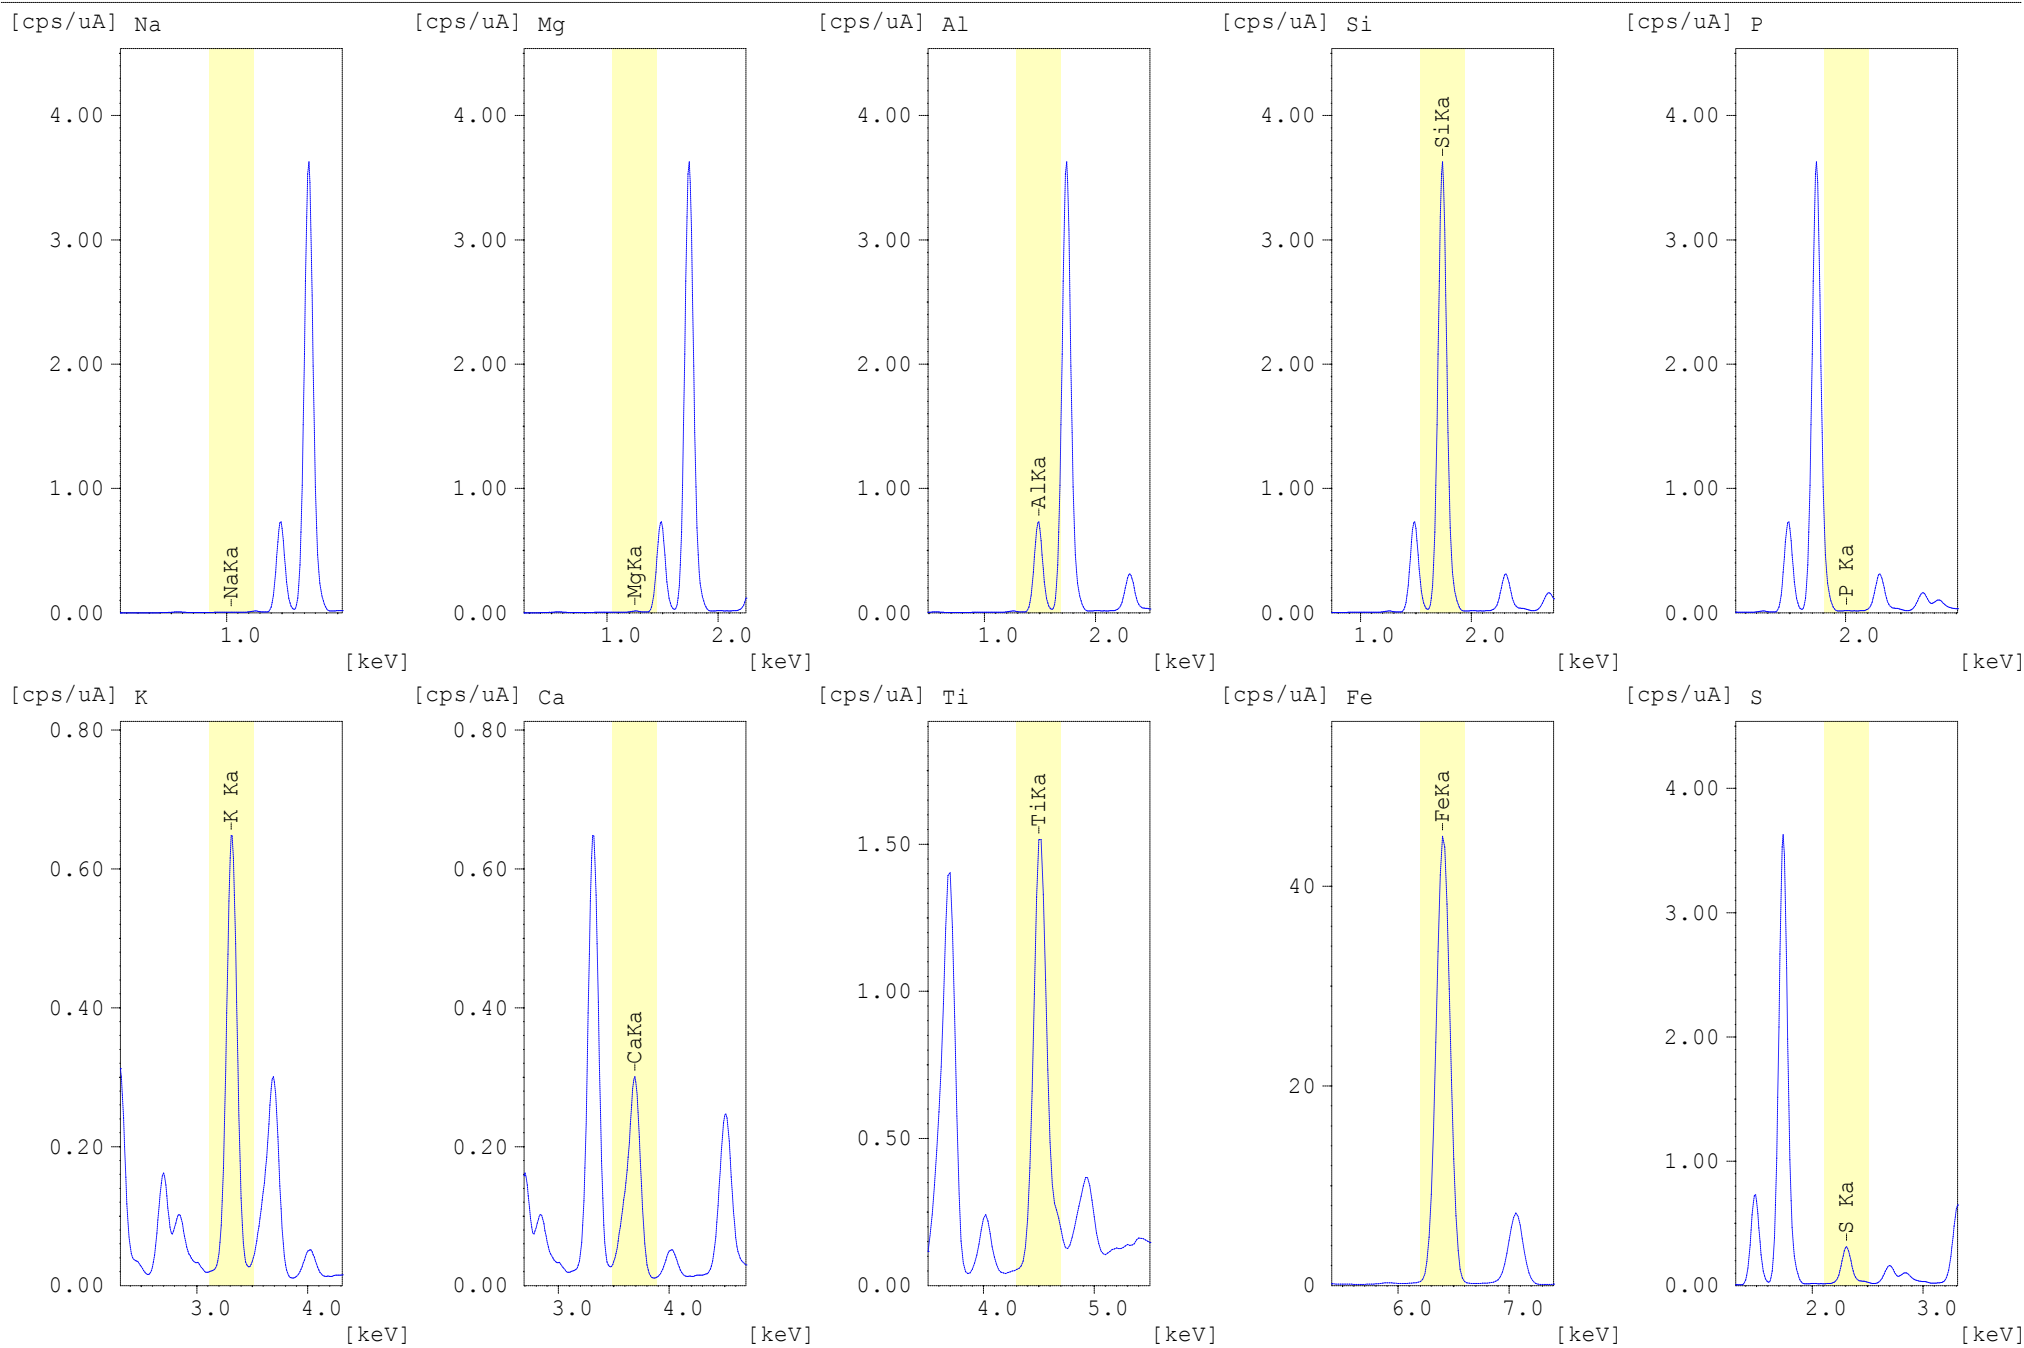 [cps/uA] Na
4.00
3.00
2.00
1.00
0.00
NaKa
1.0
[keV]
[cps/uA] Mg
4.00
3.00
2.00
1.00
0.00
MgKa
1.0 2.0
[keV]
[cps/uA] Al
4.00
3.00
2.00
1.00
0.00
AlKa
1.0 2.0
[keV]
[cps/uA] Si
4.00
3.00
2.00
1.00
0.00
SiKa
1.0 2.0
[keV]
[cps/uA] P
4.00
3.00
2.00
1.00
0.00
P Ka
2.0
[keV]
[cps/uA] K
0.80
0.60
0.40
0.20
0.00
K Ka
3.0 4.0
[keV]
[cps/uA] Ca
0.80
0.60
0.40
0.20
0.00
CaKa
3.0 4.0
[keV]
[cps/uA] Ti
1.50
1.00
0.50
0.00
TiKa
4.0 5.0
[keV]
[cps/uA] Fe
40
20
0
FeKa
6.0 7.0
[keV]
[cps/uA] S
4.00
3.00
2.00
1.00
0.00
S Ka
2.0 3.0
[keV]